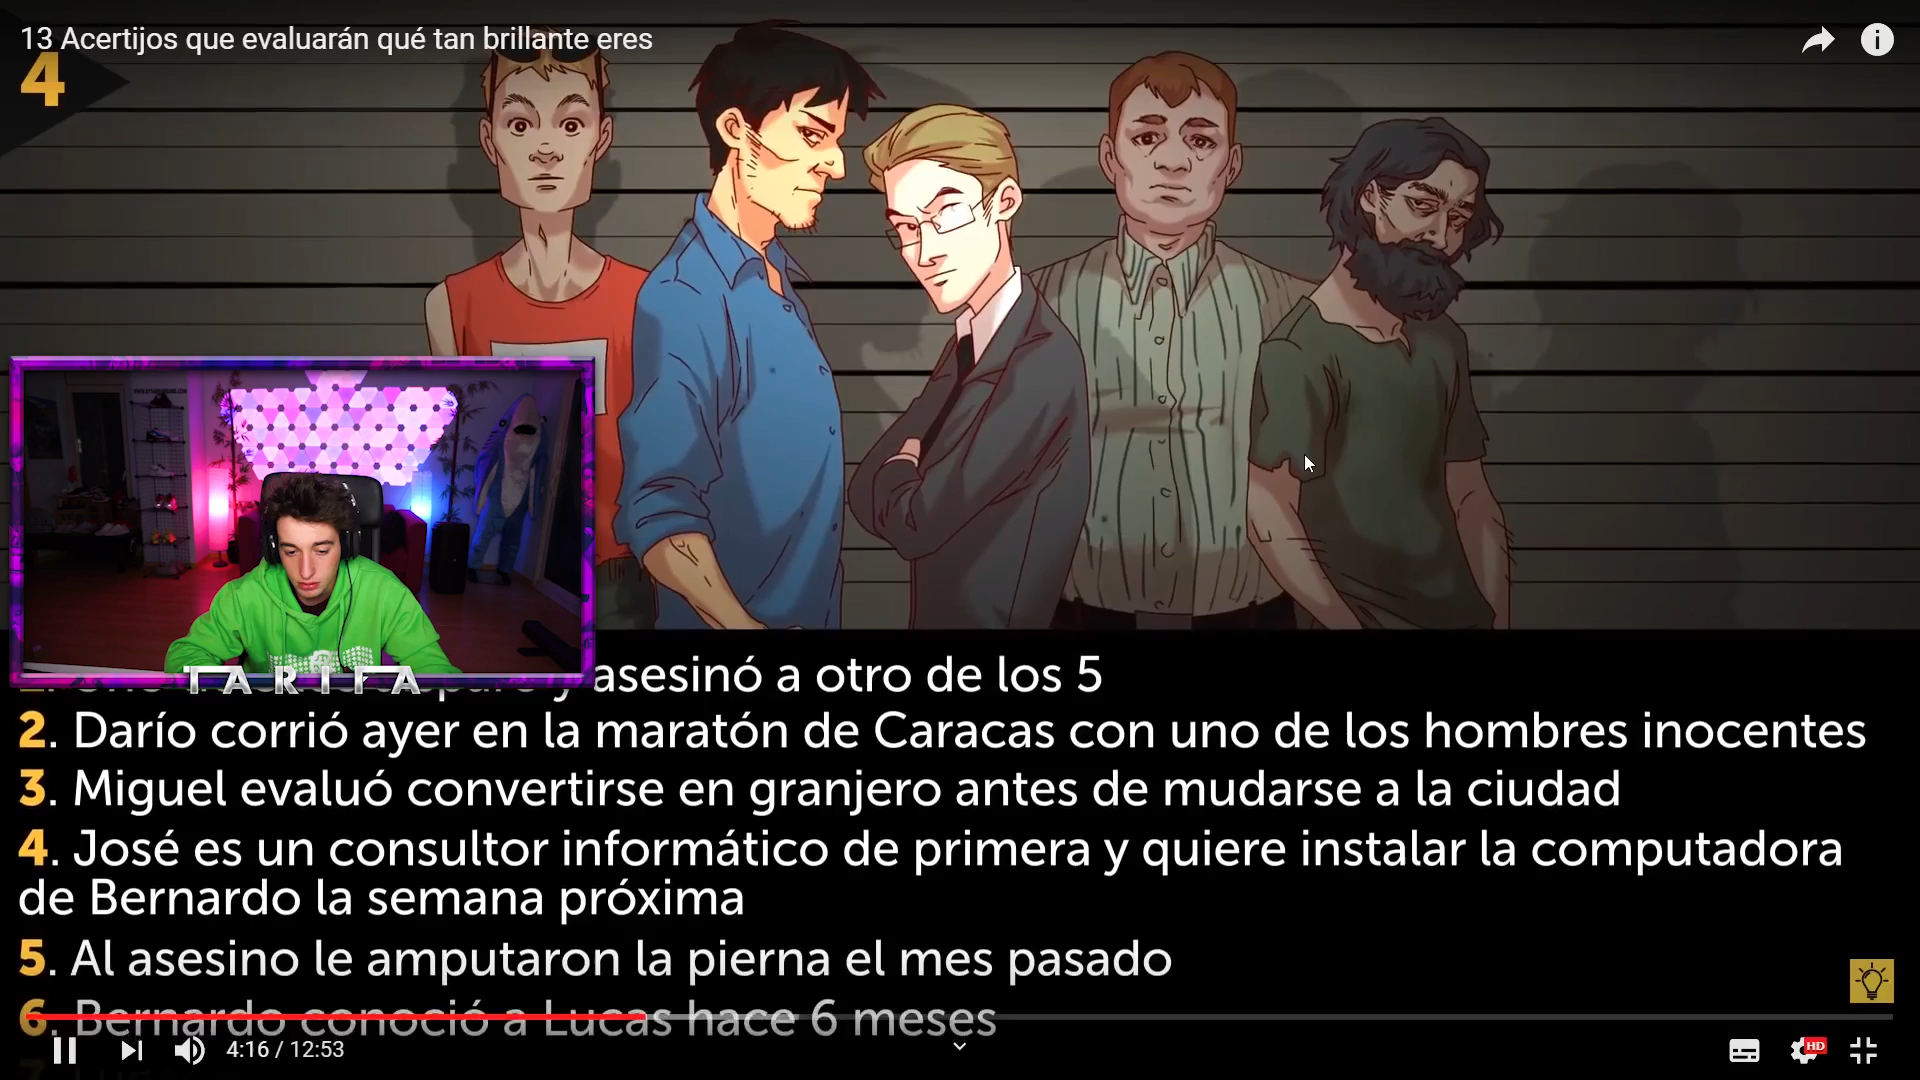 13 Acertijos que evaluarán qué tan brillante eres
4
TARIFA
asesinó a otro de los 5
2. Darío corrió ayer en la maratón de Caracas con uno de los hombres inocentes
3. Miguel evaluó convertirse en granjero antes de mudarse a la ciudad
4. José es un consultor informático de primera y quiere instalar la computadora
de Bernardo la semana próxima
5. Al asesino le amputaron la pierna el mes pasado
6. Bernardo conoció a Lucas hace 6 meses
4:16 / 12:53
HD